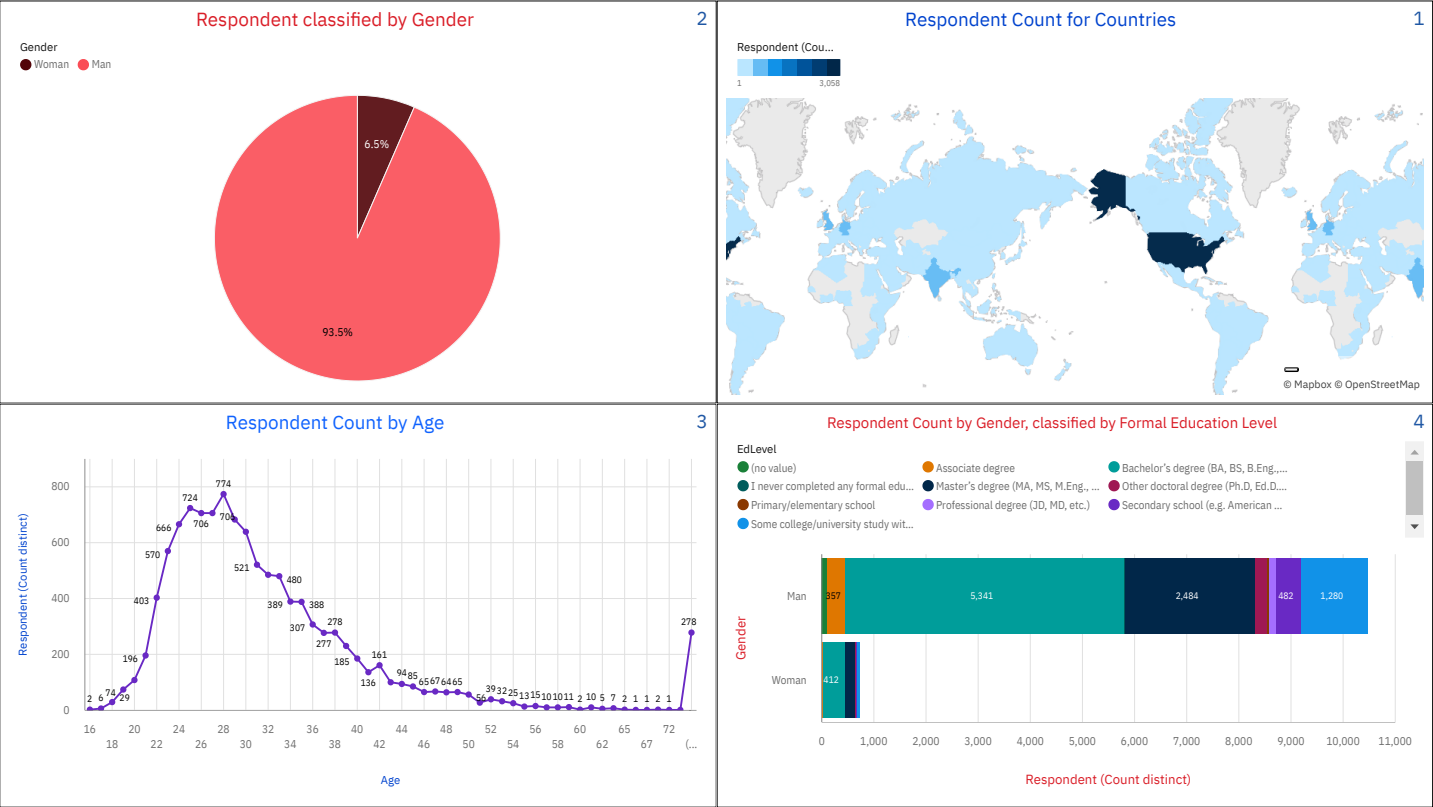 Respondent classified by Gender
2
Gender
Woman Man
6.5%
93.5%
Respondent Count for Countries
1
Respondent (Cou...
1 3,058
© Mapbox © OpenStreetMap
Respondent Count by Age
3
Respondent (Count distinct)
800
600
400
200
0
2 6 74 29 196 403 570 666 724 706 774 706 521 480 389 388 307 277 278 185 136 161 94 85 65 67 64 65 56 39 32 25 13 15 10 10 11 2 10 5 7 2 1 1 2 1 278
16 20 24 28 32 36 40 44 48 52 56 60 65 72
18 22 26 30 34 38 42 46 50 54 58 62 67 (...
Age
Respondent Count by Gender, classified by Formal Education Level
4
EdLevel
(no value) Associate degree Bachelor's degree (BA, BS, B.Eng.,...
I never completed any formal edu... Master's degree (MA, MS, M.Eng., ... Other doctoral degree (Ph.D, Ed.D....
Primary/elementary school Professional degree (JD, MD, etc.) Secondary school (e.g. American ...
Some college/university study wit...
Gender
Man 357 5,341 2,484 482 1,280
Woman 412
0 1,000 2,000 3,000 4,000 5,000 6,000 7,000 8,000 9,000 10,000 11,000
Respondent (Count distinct)